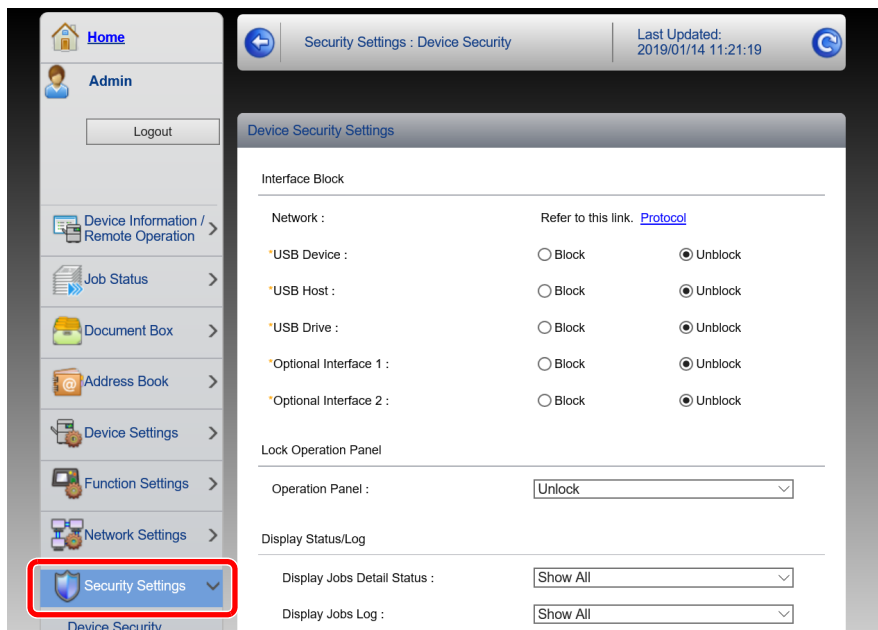 Home
Admin
Logout
Device Information /
Remote Operation
Job Status
Document Box
Address Book
Device Settings
Function Settings
Network Settings
Security Settings
Device Security
Security Settings : Device Security
Last Updated:
2019/01/14 11:21:19
Device Security Settings
Interface Block
Network : Refer to this link. Protocol
*USB Device : Block Unblock
*USB Host : Block Unblock
*USB Drive : Block Unblock
*Optional Interface 1 : Block Unblock
*Optional Interface 2 : Block Unblock
Lock Operation Panel
Operation Panel : Unlock
Display Status/Log
Display Jobs Detail Status : Show All
Display Jobs Log : Show All